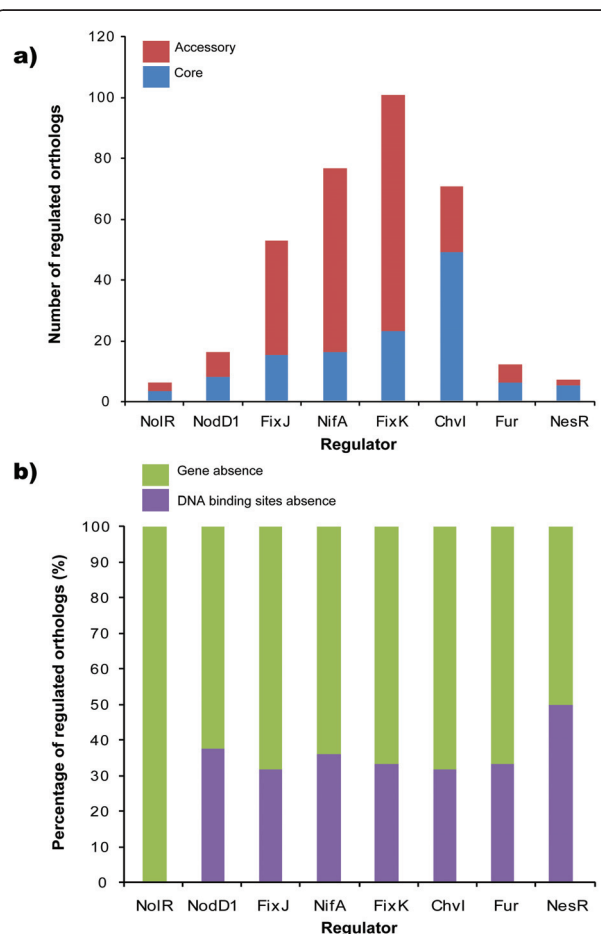 a)
Accessory
Core
Number of regulated orthologs
120
100
80
60
40
20
0
NolR NodD1 FixJ NifA FixK ChvI Fur NesR
Regulator
b)
Gene absence
DNA binding sites absence
Percentage of regulated orthologs (%)
100
90
80
70
60
50
40
30
20
10
0
NolR NodD1 FixJ NifA FixK ChvI Fur NesR
Regulator